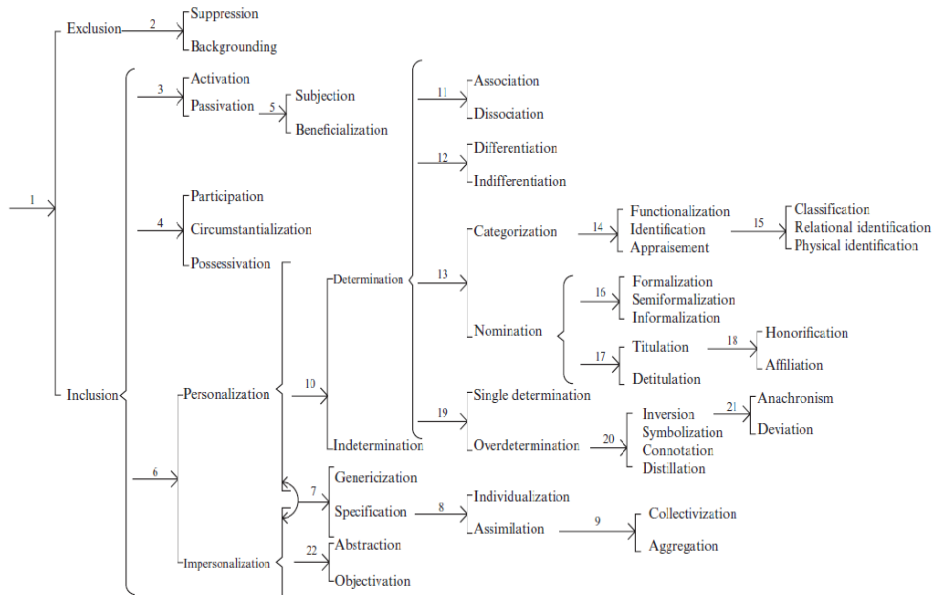 Suppression
Exclusion 2
Backgrounding
Activation
3
Passivation 5 Subjection
Beneficialization
11 Association
Dissociation
12 Differentiation
Indifferentiation
1
Participation
4 Circumstantialization
Possessivation
Categorization 14 Functionalization
Identification
Appraisement
15 Classification
Relational identification
Physical identification
Determination 13
16 Formalization
Semiformalization
Informalization
Nomination
17 Titulation
Detitulation
18 Honorification
Affiliation
Inclusion
Personalization 10
Single determination
19
Indetermination
Overdetermination 20 Inversion
Symbolization
Connotation
Distillation
21 Anachronism
Deviation
6
7 Genericization
Specification 8 Individualization
Assimilation 9 Collectivization
Aggregation
Impersonalization 22 Abstraction
Objectivation